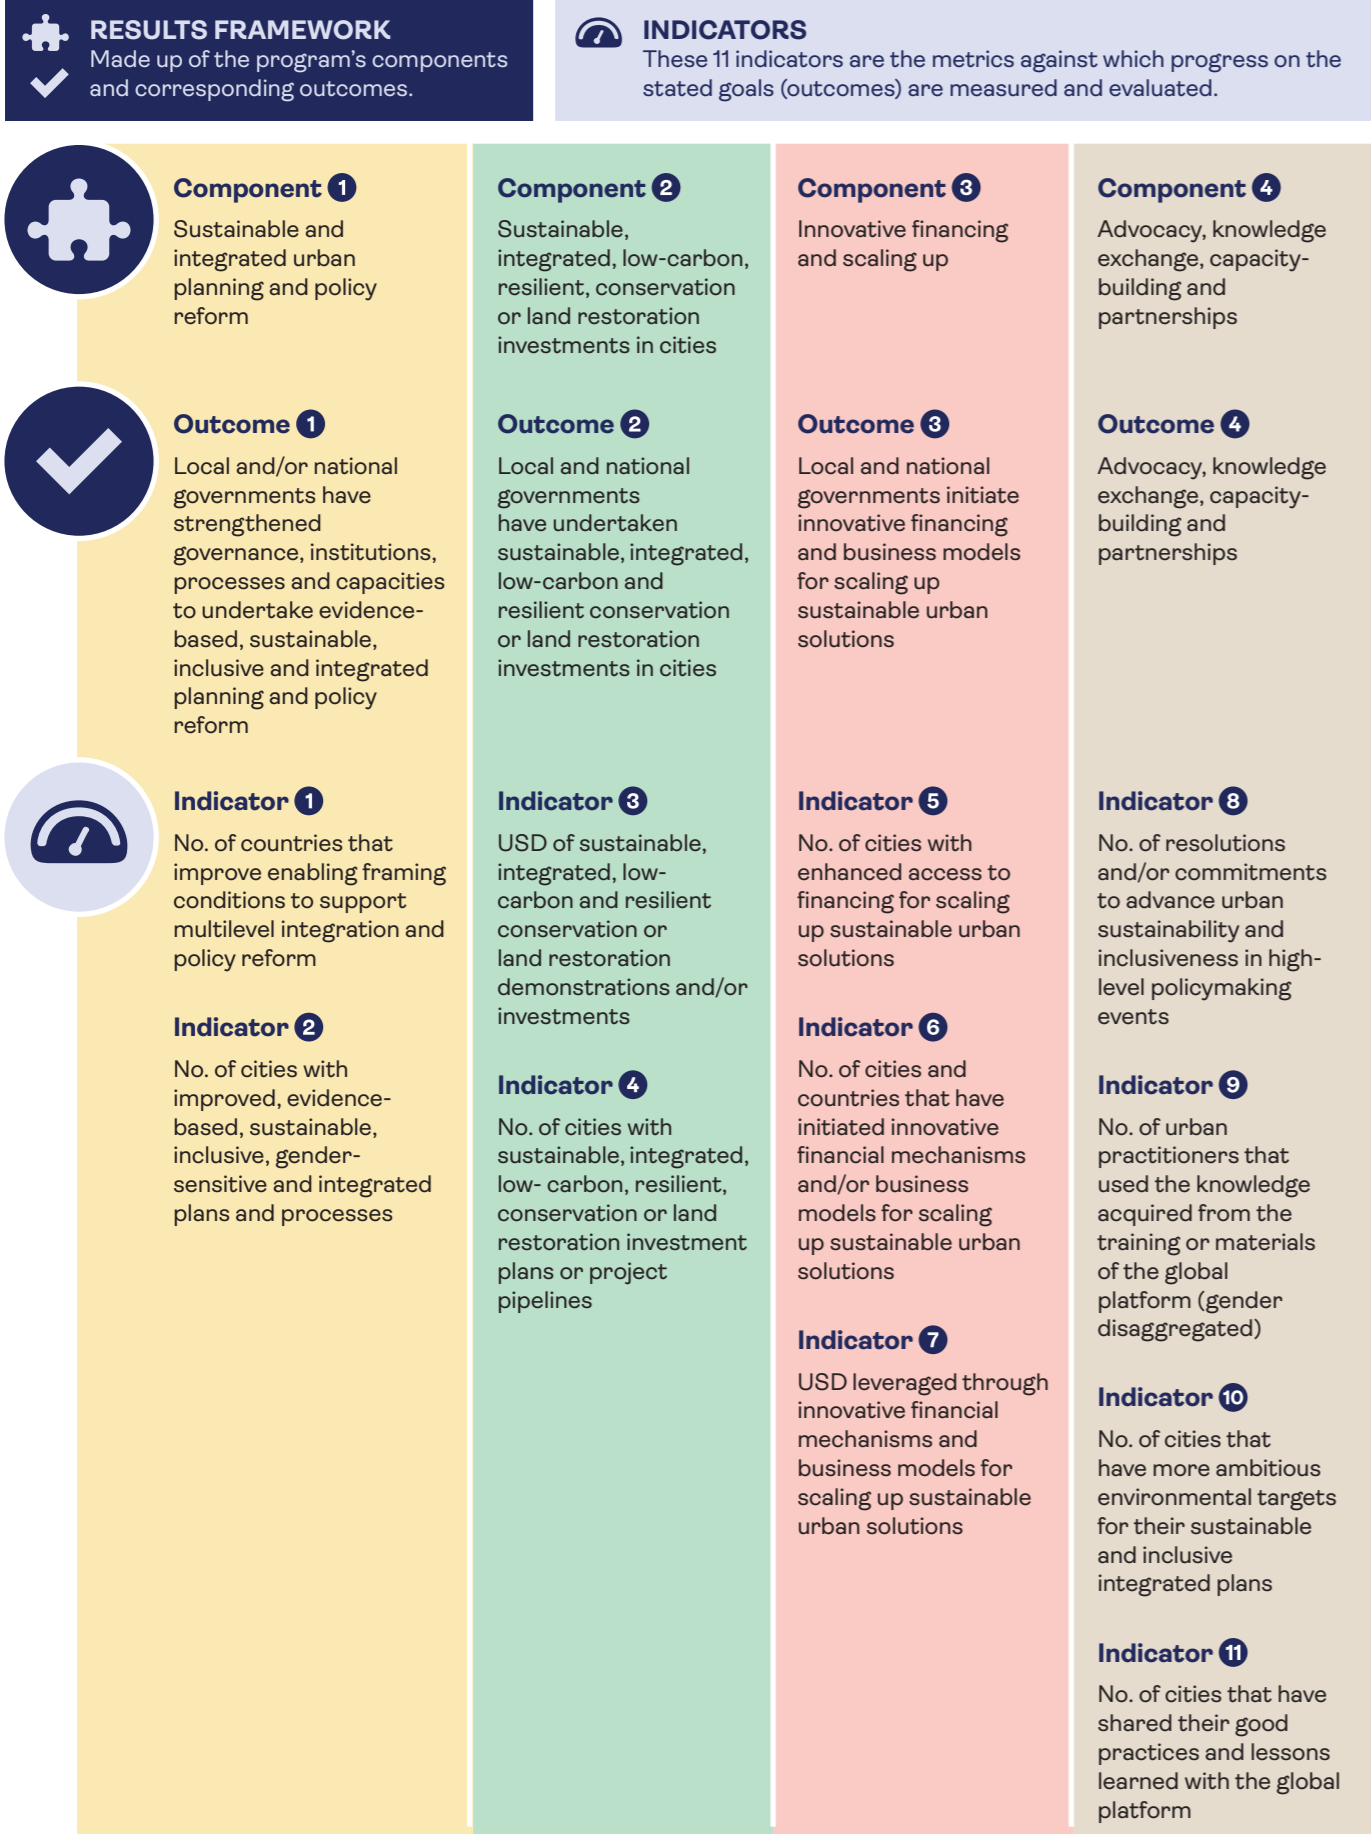 RESULTS FRAMEWORK
Made up of the program's components
and corresponding outcomes.
INDICATORS
These 11 indicators are the metrics against which progress on the
stated goals (outcomes) are measured and evaluated.
Component 1
Sustainable and
integrated urban
planning and policy
reform
Component 2
Sustainable,
integrated, low-carbon,
resilient, conservation
or land restoration
investments in cities
Component 3
Innovative financing
and scaling up
Component 4
Advocacy, knowledge
exchange, capacity-
building and
partnerships
Outcome 1
Local and/or national
governments have
strengthened
governance, institutions,
processes and capacities
to undertake evidence-
based, sustainable,
inclusive and integrated
planning and policy
reform
Outcome 2
Local and national
governments
have undertaken
sustainable, integrated,
low-carbon and
resilient conservation
or land restoration
investments in cities
Outcome 3
Local and national
governments initiate
innovative financing
and business models
for scaling up
sustainable urban
solutions
Outcome 4
Advocacy, knowledge
exchange, capacity-
building and
partnerships
Indicator 1
No. of countries that
improve enabling framing
conditions to support
multilevel integration and
policy reform
Indicator 2
No. of cities with
improved, evidence-
based, sustainable,
inclusive, gender-
sensitive and integrated
plans and processes
Indicator 3
USD of sustainable,
integrated, low-
carbon and resilient
conservation or
land restoration
demonstrations and/or
investments
Indicator 4
No. of cities with
sustainable, integrated,
low- carbon, resilient,
conservation or land
restoration investment
plans or project
pipelines
Indicator 5
No. of cities with
enhanced access to
financing for scaling
up sustainable urban
solutions
Indicator 6
No. of cities and
countries that have
initiated innovative
financial mechanisms
and/or business
models for scaling
up sustainable urban
solutions
Indicator 7
USD leveraged through
innovative financial
mechanisms and
business models for
scaling up sustainable
urban solutions
Indicator 8
No. of resolutions
and/or commitments
to advance urban
sustainability and
inclusiveness in high-
level policymaking
events
Indicator 9
No. of urban
practitioners that
used the knowledge
acquired from the
training or materials
of the global
platform (gender
disaggregated)
Indicator 10
No. of cities that
have more ambitious
environmental targets
for their sustainable
and inclusive
integrated plans
Indicator 11
No. of cities that have
shared their good
practices and lessons
learned with the global
platform